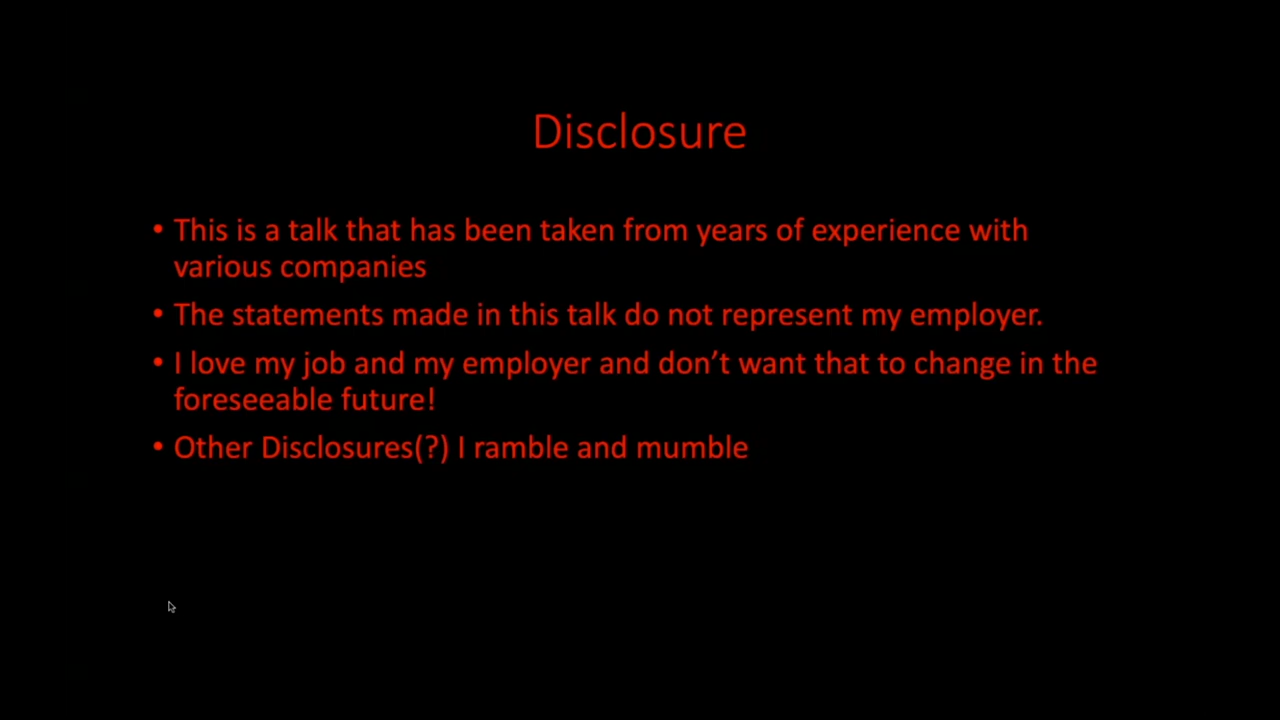 Disclosure
• This is a talk that has been taken from years of experience with
various companies
• The statements made in this talk do not represent my employer.
• I love my job and my employer and don’t want that to change in the
foreseeable future!
• Other Disclosures(?) I ramble and mumble